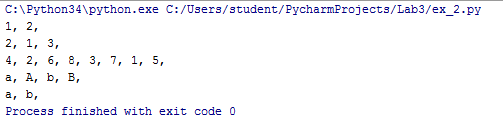 C:\Python34\python.exe C:/Users/student/PycharmProjects/Lab3/ex_2.py
1, 2,
2, 1, 3,
4, 2, 6, 8, 3, 7, 1, 5,
a, A, b, B,
a, b,
Process finished with exit code 0